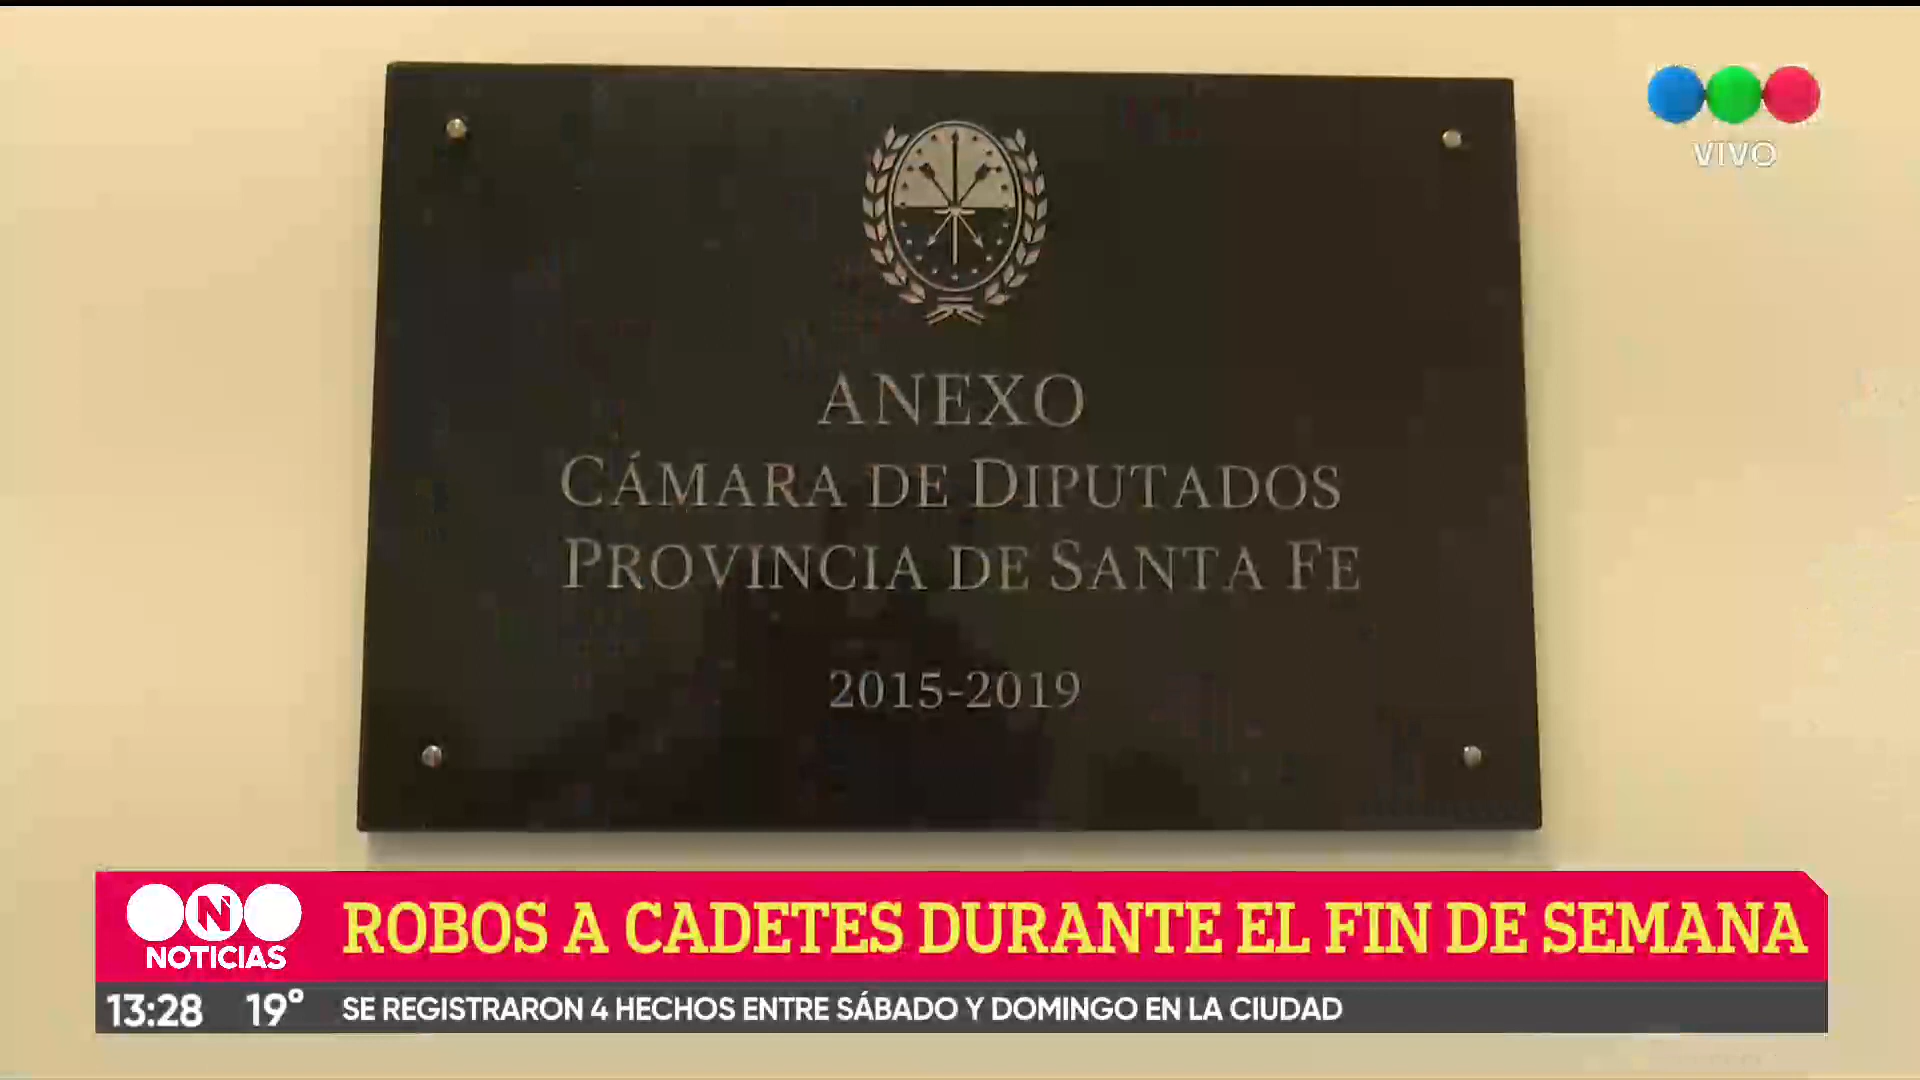 VIVO
ANEXO
CÁMARA DE DIPUTADOS
PROVINCIA DE SANTA FE
2015-2019
N
NOTICIAS
ROBOS A CADETES DURANTE EL FIN DE SEMANA
13:28 19° SE REGISTRARON 4 HECHOS ENTRE SÁBADO Y DOMINGO EN LA CIUDAD